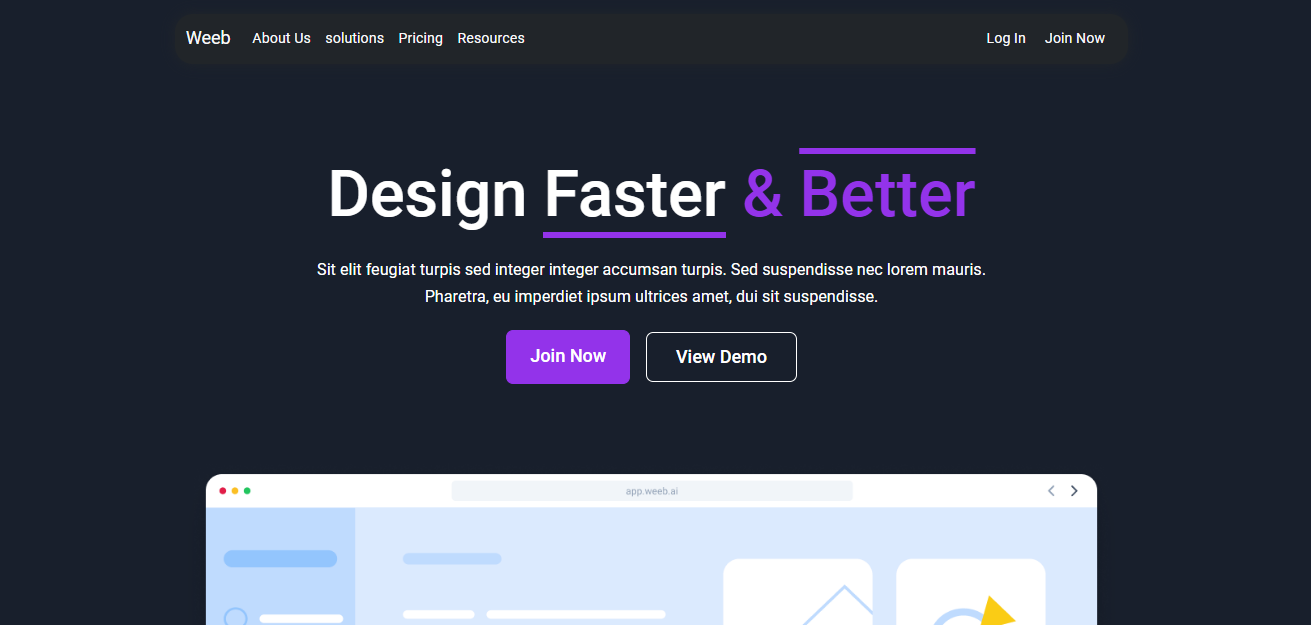 Weeb About Us solutions Pricing Resources Log In Join Now
Design Faster & Better
Sit elit feugiat turpis sed integer integer accumsan turpis. Sed suspendisse nec lorem mauris.
Pharetra, eu imperdiet ipsum ultrices amet, dui sit suspendisse.
Join Now View Demo
app.weeb.ai